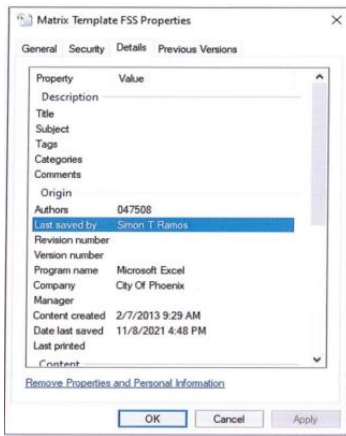 Matrix Template FSS Properties
General Security Details Previous Versions
Property Value
Description
Title
Subject
Tags
Categories
Comments
Origin
Authors 047508
Last saved by Simon T Ramos
Revision number
Version number
Program name Microsoft Excel
Company City Of Phoenix
Manager
Content created 2/7/2013 9:29 AM
Date last saved 11/8/2021 4:48 PM
Last printed
Content
Remove Properties and Personal Information
OK Cancel Apply